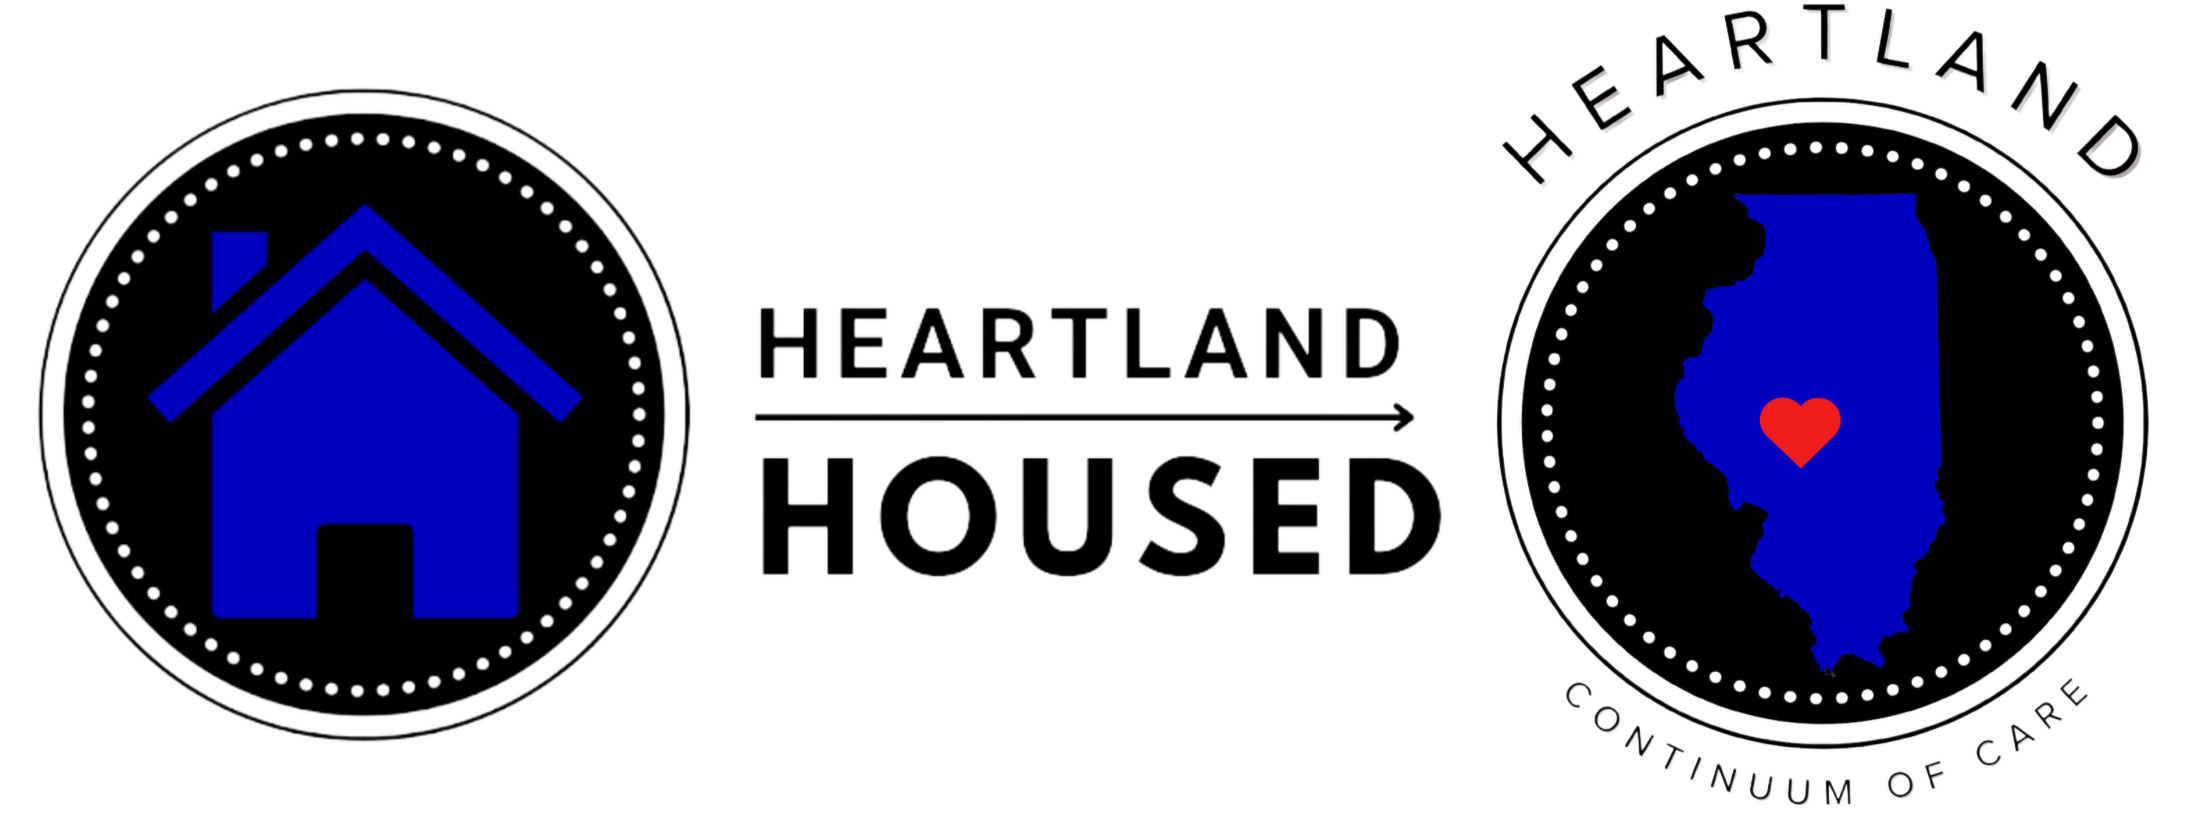 HEARTLAND
HOUSED
HEARTLAND
CONTINUUM OF CARE